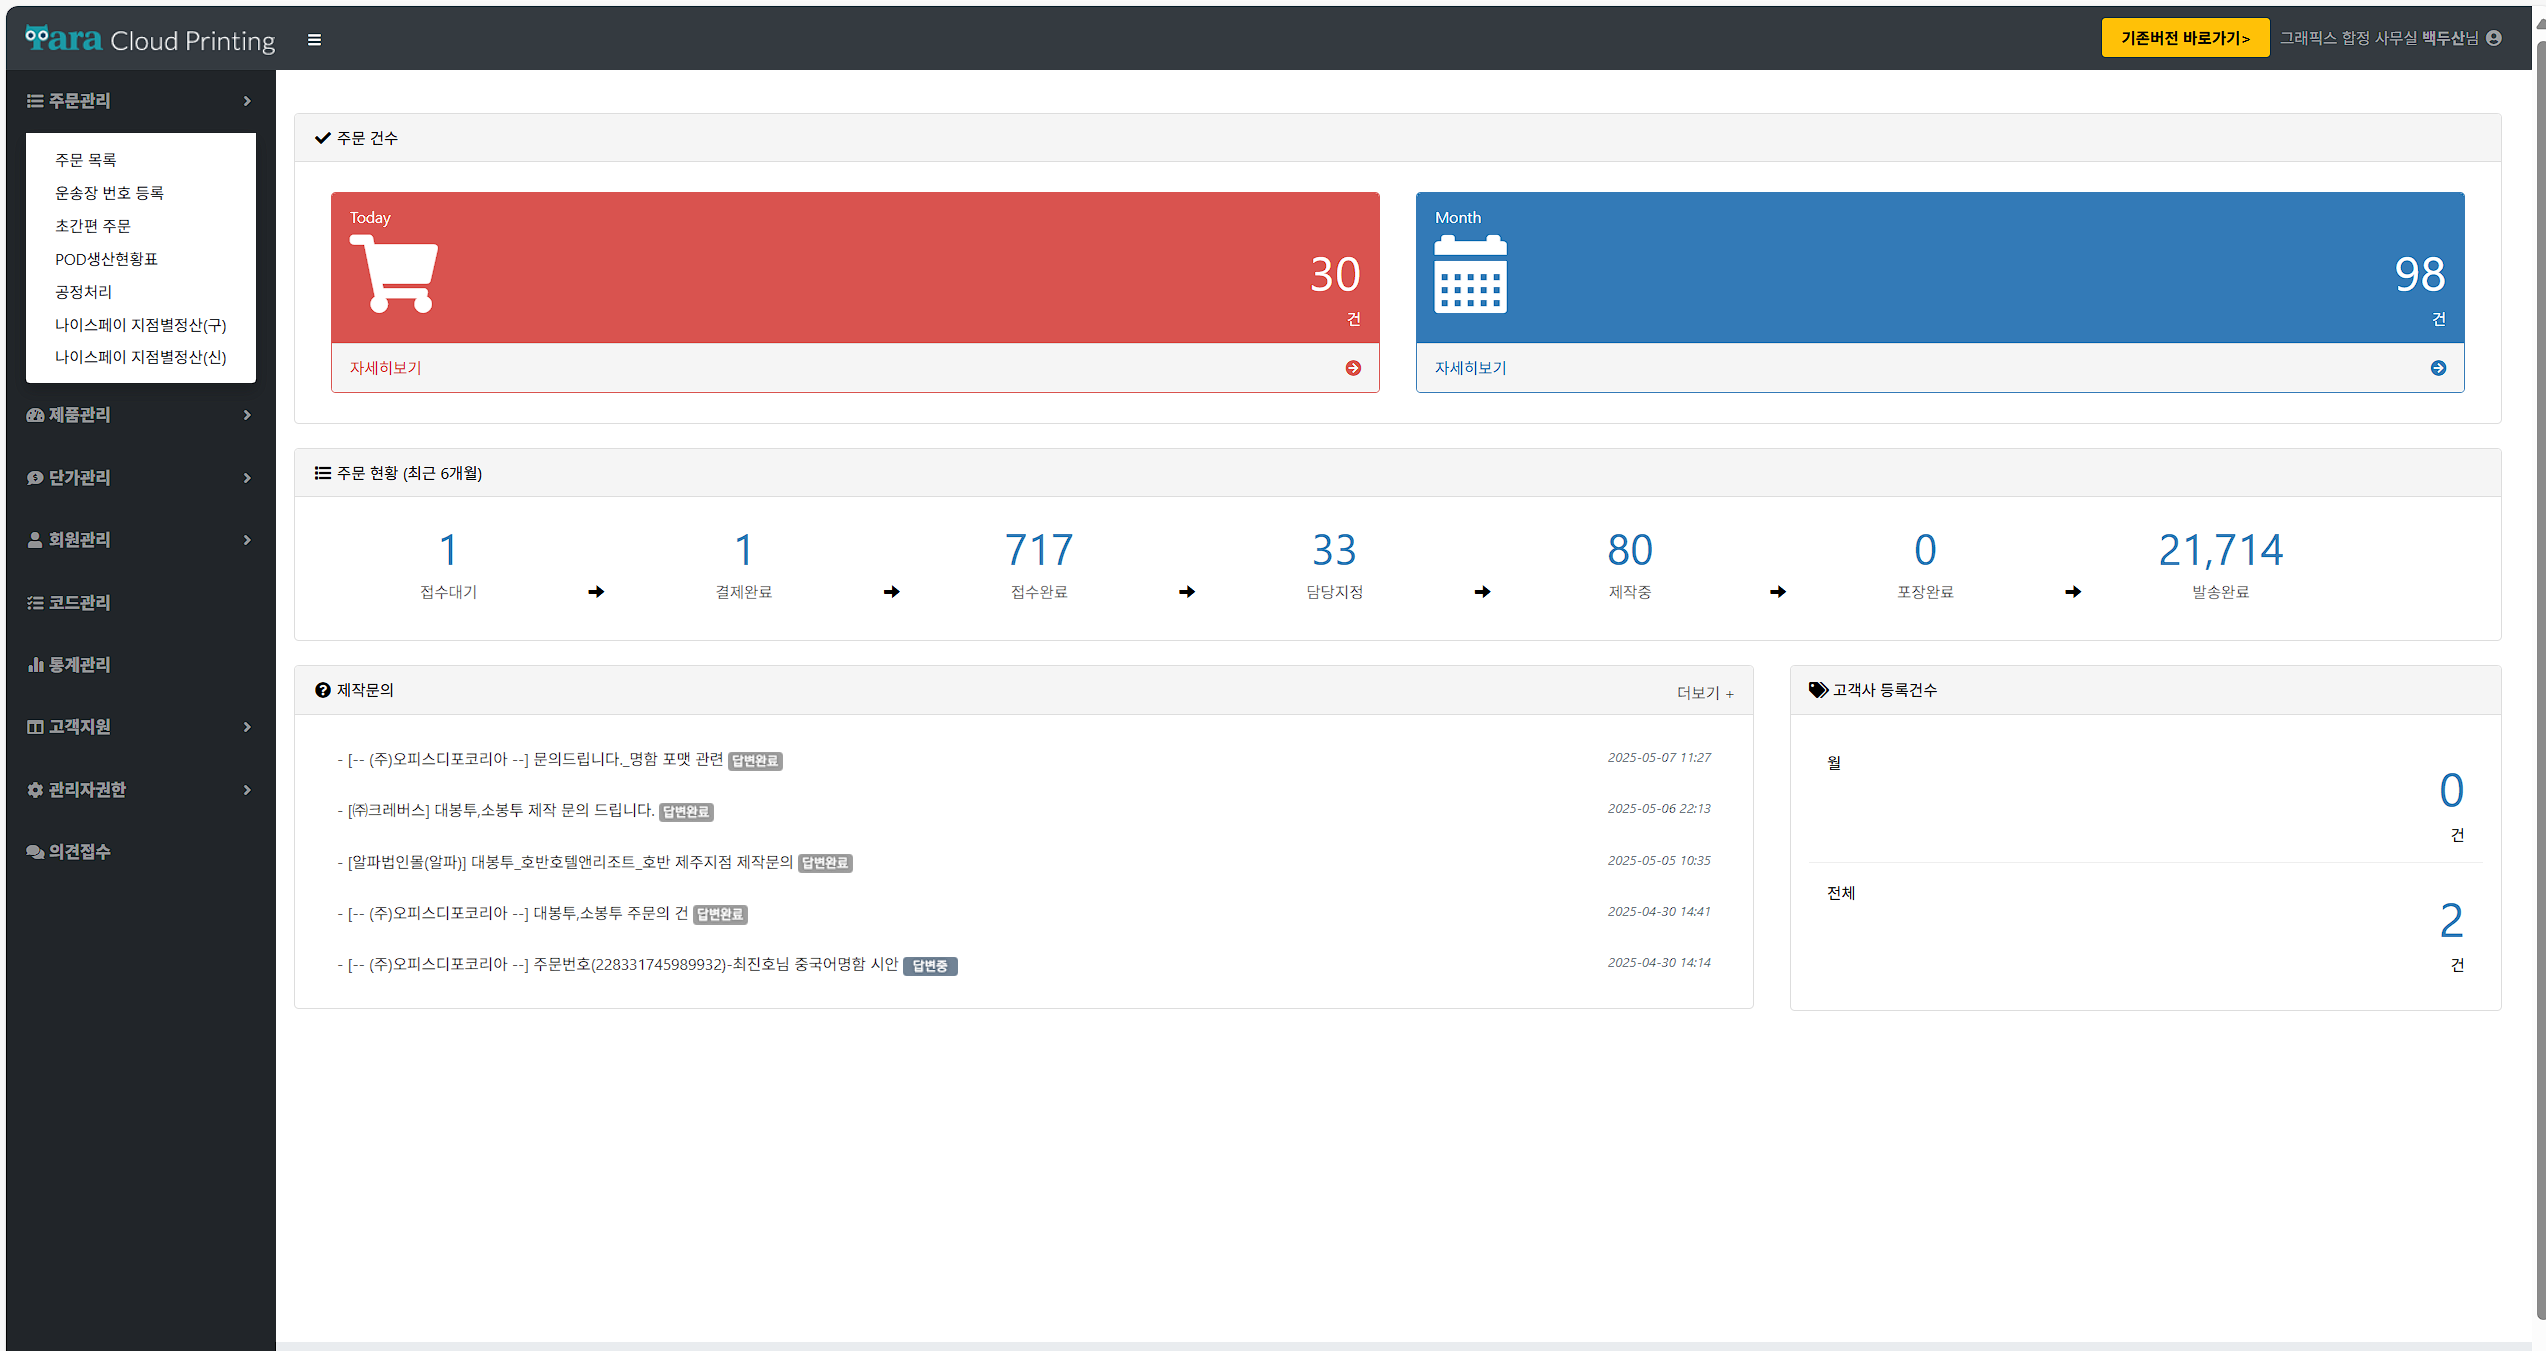 Tara Cloud Printing
기존버전 바로가기>
그래픽스 합정 사무실 백두산님
주문관리
주문 목록
운송장 번호 등록
초간편 주문
POD생산현황표
공정처리
나이스페이 지점별정산(구)
나이스페이 지점별정산(신)
제품관리
단가관리
회원관리
코드관리
통계관리
고객지원
관리자권한
의견접수
주문 건수
Today
30
건
자세히보기
Month
98
건
자세히보기
주문 현황 (최근 6개월)
1
접수대기
1
결제완료
717
접수완료
33
담당지정
80
제작중
0
포장완료
21,714
발송완료
제작문의
더보기 +
- [-- (주)오피스디포코리아 --] 문의드립니다._명함 포맷 관련 답변완료 2025-05-07 11:27
- [㈜크레버스] 대봉투,소봉투 제작 문의 드립니다. 답변완료 2025-05-06 22:13
- [알파법인몰(알파)] 대봉투_호반호텔앤리조트_호반 제주지점 제작문의 답변완료 2025-05-05 10:35
- [-- (주)오피스디포코리아 --] 대봉투,소봉투 주문의 건 답변완료 2025-04-30 14:41
- [-- (주)오피스디포코리아 --] 주문번호(228331745989932)-최진호님 중국어명함 시안 답변중 2025-04-30 14:14
고객사 등록건수
월
0
건
전체
2
건